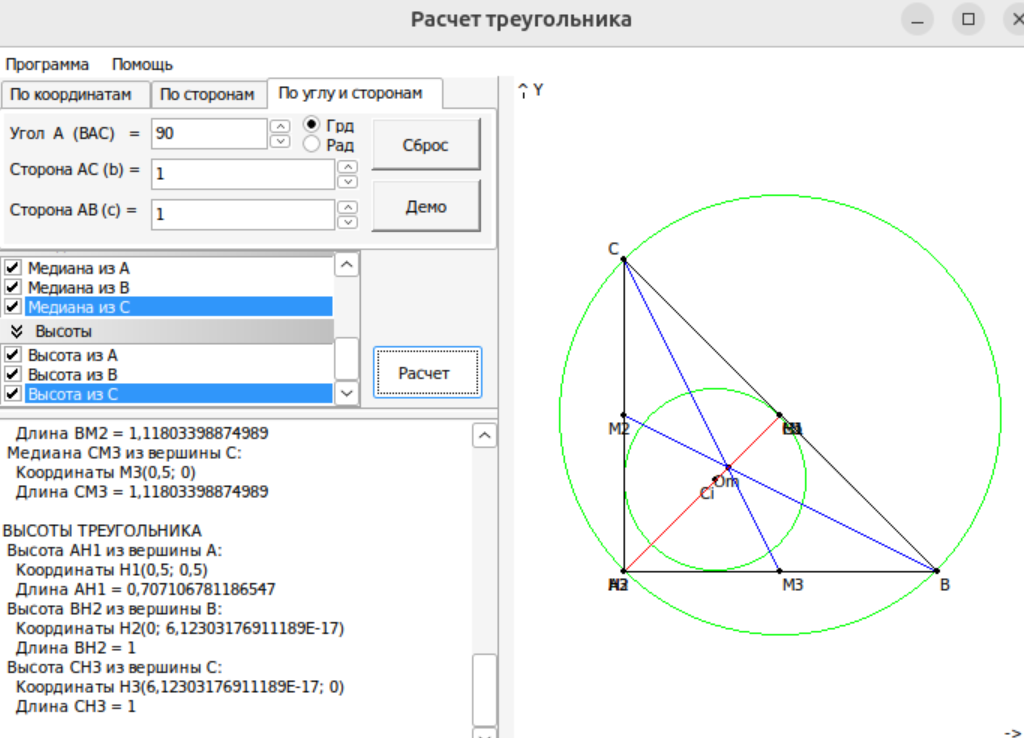 Расчет треугольника
Программа Помощь
По координатам По сторонам По углу и сторонам
Угол А (ВАС) = 90 Грд
Рад
Сторона АС (b) = 1
Сторона АВ (с) = 1
Сброс
Демо
Медиана из А
Медиана из В
Медиана из С
Высоты
Высота из А
Высота из В
Высота из С
Расчет
Длина BM2 = 1,11803398874989
Медиана CM3 из вершины C:
Координаты M3(0,5; 0)
Длина CM3 = 1,11803398874989
ВЫСОТЫ ТРЕУГОЛЬНИКА
Высота AH1 из вершины A:
Координаты H1(0,5; 0,5)
Длина AH1 = 0,707106781186547
Высота BH2 из вершины B:
Координаты H2(0; 6,12303176911189E-17)
Длина BH2 = 1
Высота CH3 из вершины C:
Координаты H3(6,12303176911189E-17; 0)
Длина CH3 = 1
^ Y
C
M2
Om
Ci
M3
B
->